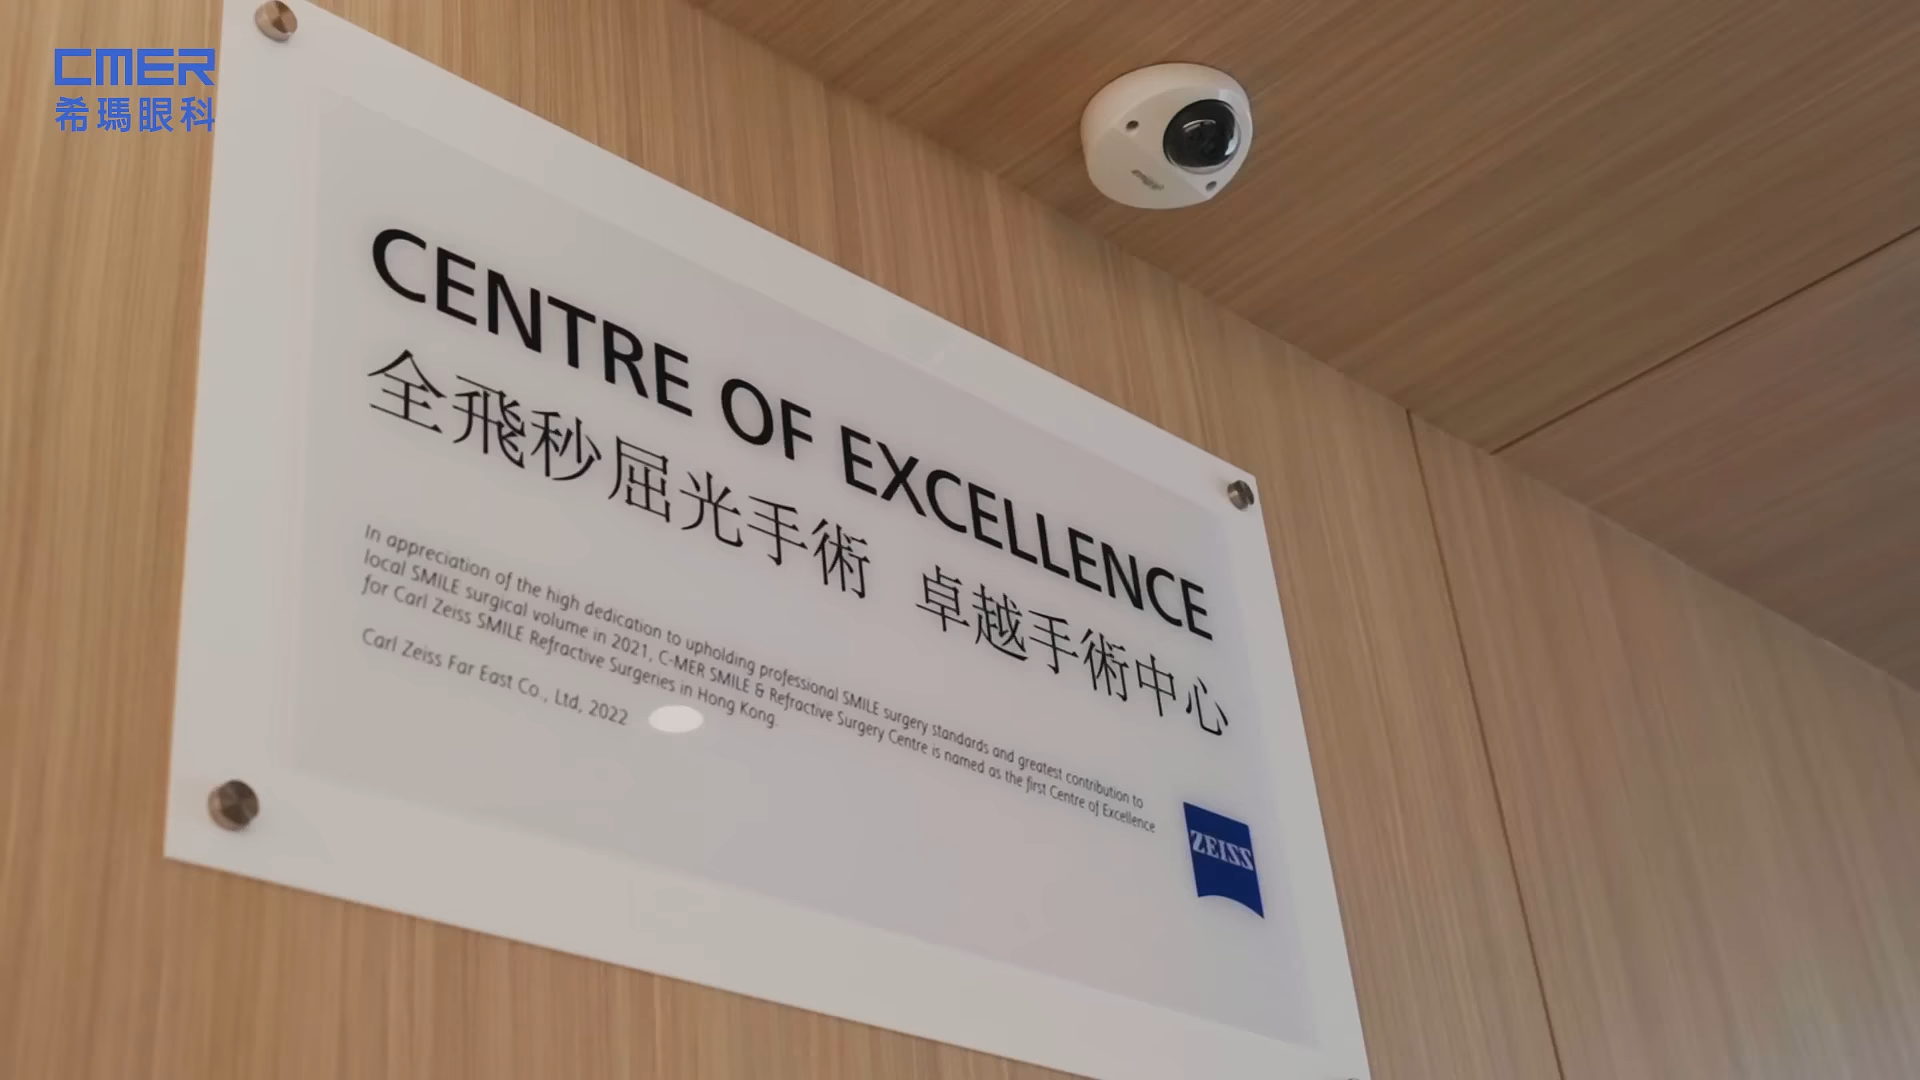 CMER
希瑪眼科
CENTRE OF EXCELLENCE
全飛秒屈光手術 卓越手術中心
In appreciation of the high dedication to upholding professional SMILE surgery standards and greatest contribution to
local SMILE surgical volume in 2021, C-MER SMILE & Refractive Surgery Centre is named as the first Centre of Excellence
for Carl Zeiss SMILE Refractive Surgeries in Hong Kong.
Carl Zeiss Far East Co., Ltd, 2022
ZEISS